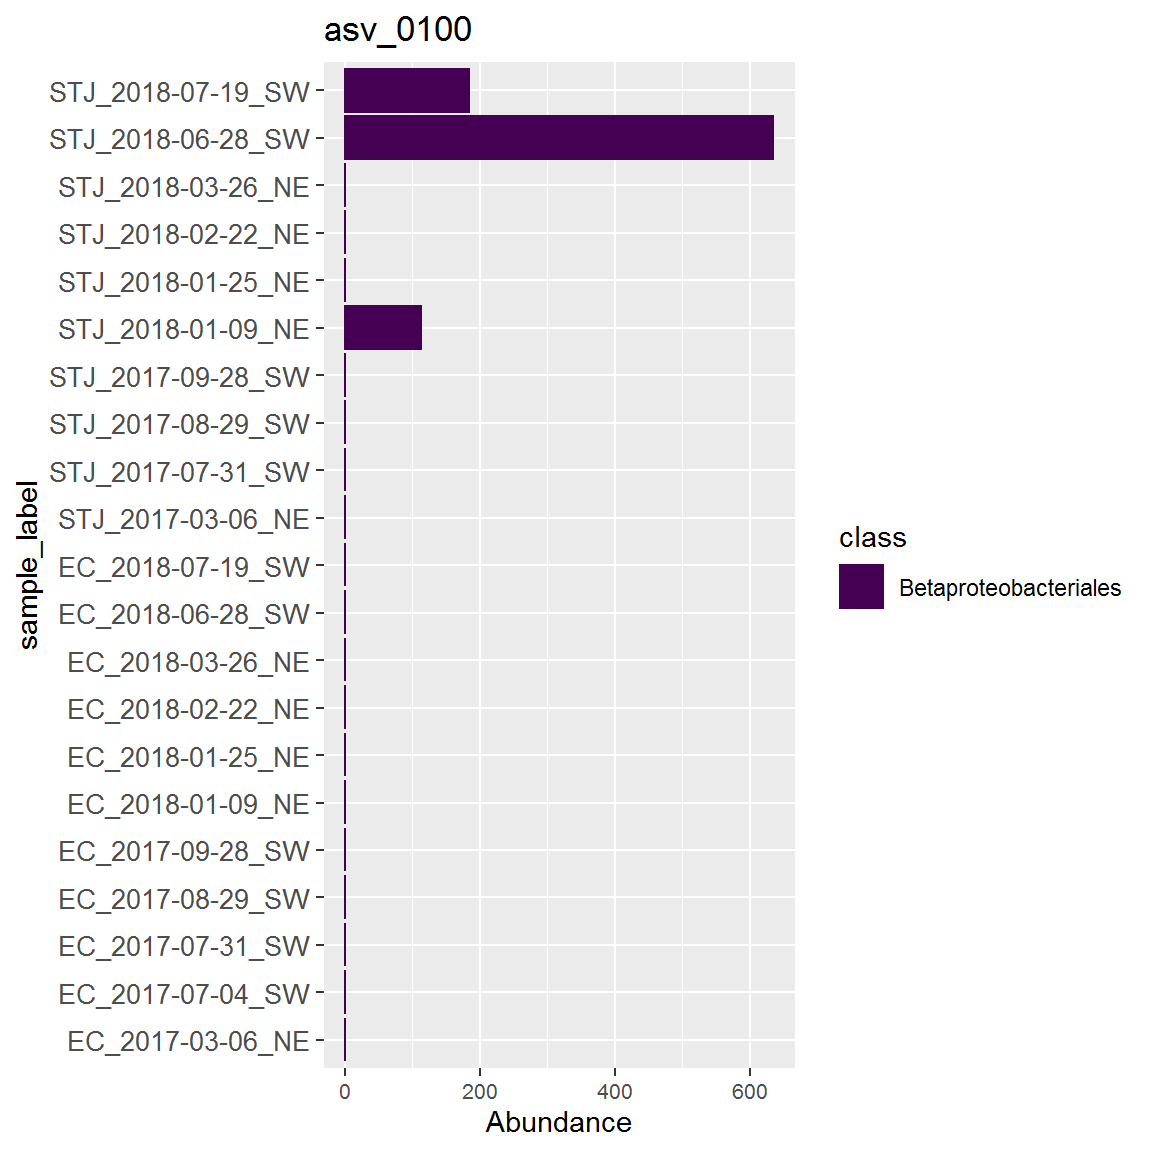 asv_0100
STJ_2018-07-19_SW
STJ_2018-06-28_SW
STJ_2018-03-26_NE
STJ_2018-02-22_NE
STJ_2018-01-25_NE
STJ_2018-01-09_NE
STJ_2017-09-28_SW
STJ_2017-08-29_SW
STJ_2017-07-31_SW
STJ_2017-03-06_NE
EC_2018-07-19_SW
EC_2018-06-28_SW
EC_2018-03-26_NE
EC_2018-02-22_NE
EC_2018-01-25_NE
EC_2018-01-09_NE
EC_2017-09-28_SW
EC_2017-08-29_SW
EC_2017-07-31_SW
EC_2017-07-04_SW
EC_2017-03-06_NE
sample_label
0 200 400 600
Abundance
class
Betaproteobacteriales